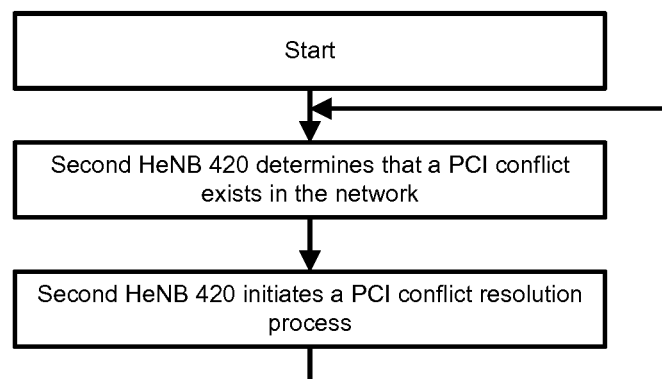 Start
Second HeNB 420 determines that a PCI conflict
exists in the network
Second HeNB 420 initiates a PCI conflict resolution
process